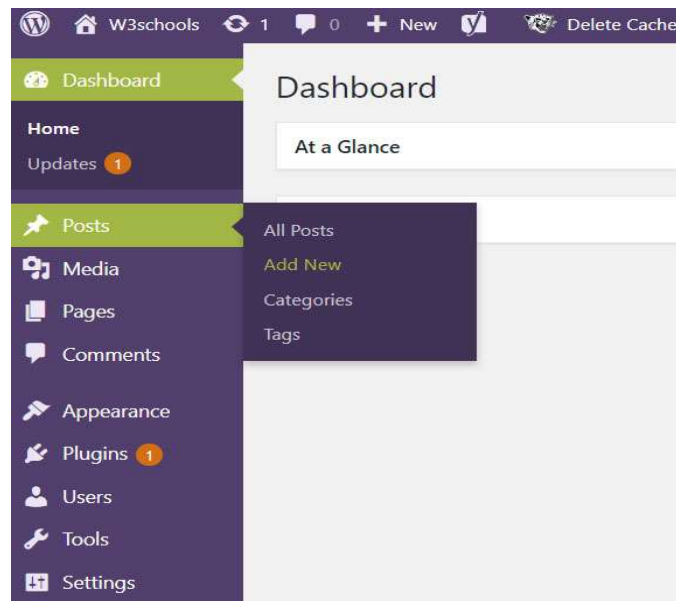 W3schools 1 0 New Delete Cache
Dashboard
Home
Updates 1
Posts
Media
Pages
Comments
Appearance
Plugins 1
Users
Tools
Settings
All Posts
Add New
Categories
Tags
Dashboard
At a Glance